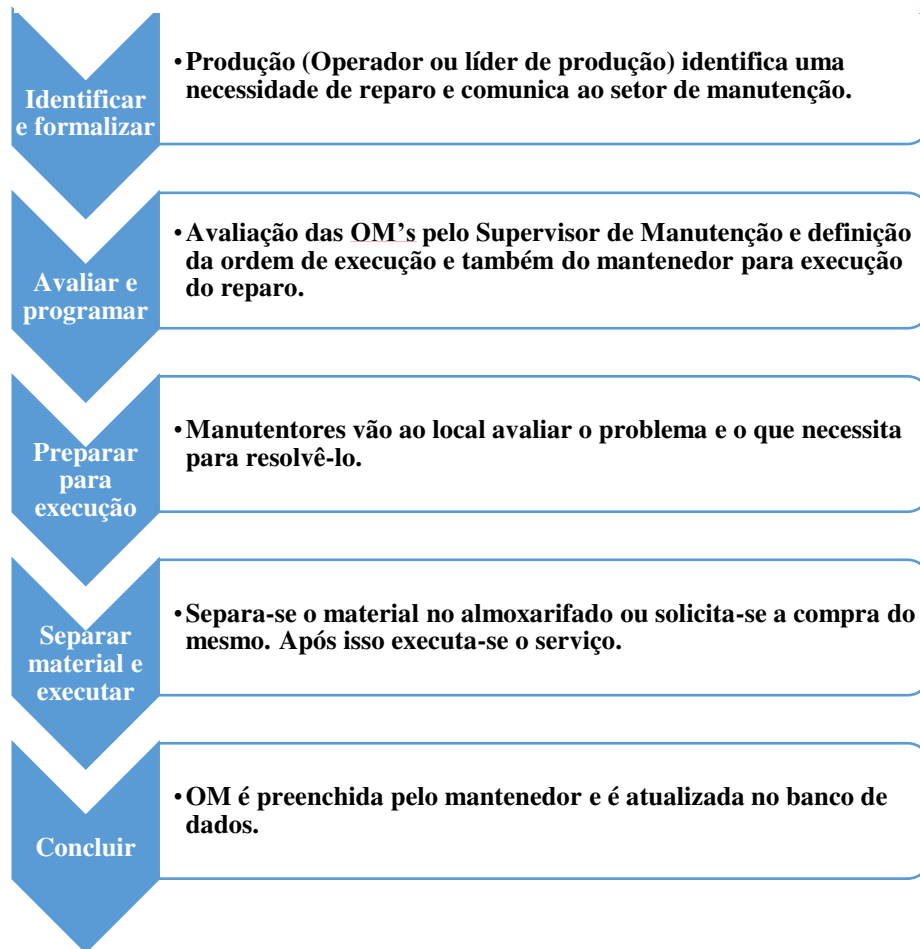 Identificar
e formalizar
•Produção (Operador ou líder de produção) identifica uma
necessidade de reparo e comunica ao setor de manutenção.
Avaliar e
programar
•Avaliação das OM’s pelo Supervisor de Manutenção e definição
da ordem de execução e também do mantenedor para execução
do reparo.
Preparar
para
execução
•Manutentores vão ao local avaliar o problema e o que necessita
para resolvê-lo.
Separar
material e
executar
•Separa-se o material no almoxarifado ou solicita-se a compra do
mesmo. Após isso executa-se o serviço.
Concluir
•OM é preenchida pelo mantenedor e é atualizada no banco de
dados.